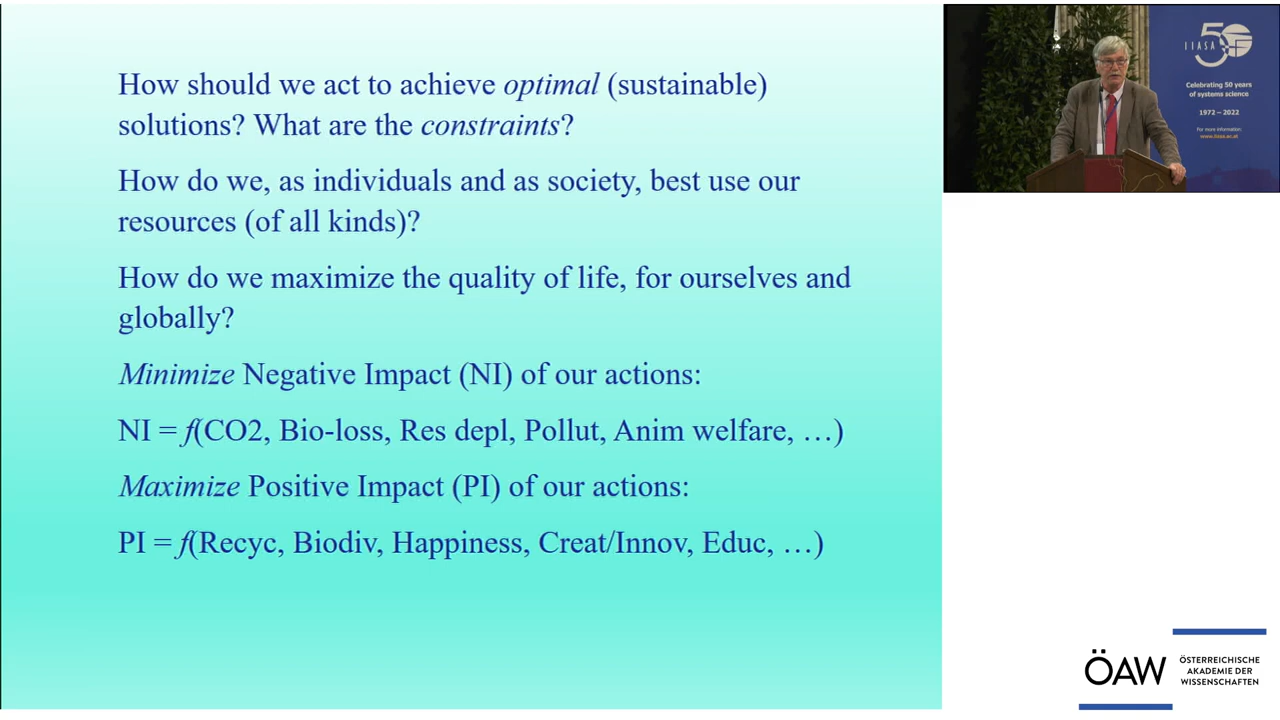 How should we act to achieve optimal (sustainable)
solutions? What are the constraints?
How do we, as individuals and as society, best use our
resources (of all kinds)?
How do we maximize the quality of life, for ourselves and
globally?
Minimize Negative Impact (NI) of our actions:
NI = f(CO2, Bio-loss, Res depl, Pollut, Anim welfare, …)
Maximize Positive Impact (PI) of our actions:
PI = f(Recyc, Biodiv, Happiness, Creat/Innov, Educ, …)
50
IIASA
Celebrating 50 years
of systems science
1972 – 2022
For more information:
www.iiasa.ac.at
ÖAW
ÖSTERREICHISCHE
AKADEMIE DER
WISSENSCHAFTEN